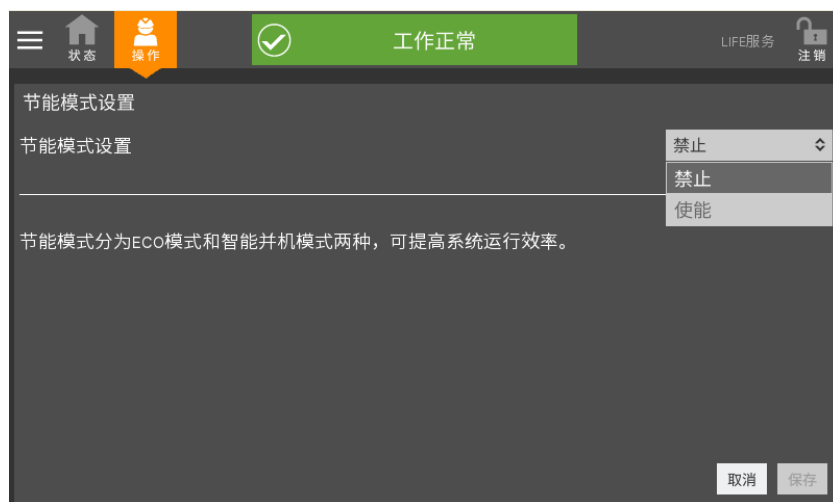 状态
操作
工作正常
LIFE服务
注销
节能模式设置
节能模式设置
禁止
禁止
使能
节能模式分为ECO模式和智能并机模式两种，可提高系统运行效率。
取消
保存